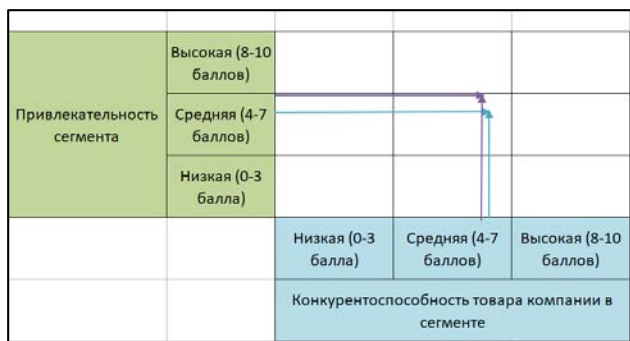 Высокая (8-10
баллов)
Привлекательность
сегмента
Средняя (4-7
баллов)
Низкая (0-3
балла)
Низкая (0-3
балла)
Средняя (4-7
баллов)
Высокая (8-10
баллов)
Конкурентоспособность товара компании в
сегменте